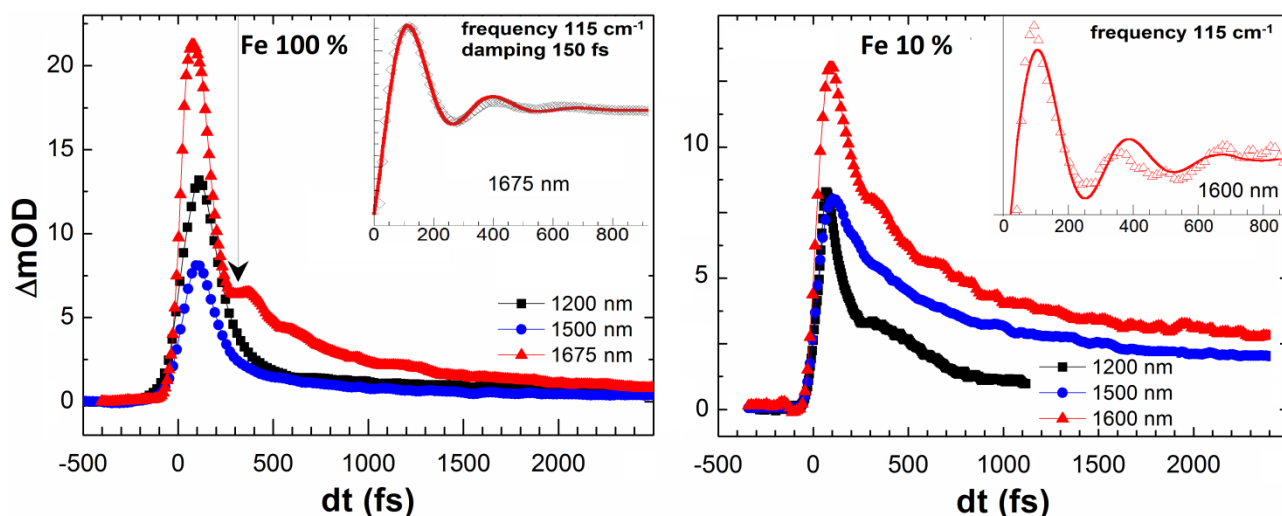 ΔmOD
20
15
10
5
0
Fe 100 %
frequency 115 cm⁻¹
damping 150 fs
1675 nm
0 200 400 600 800
1200 nm
1500 nm
1675 nm
-500 0 500 1000 1500 2000
dt (fs)
10
5
0
Fe 10 %
frequency 115 cm⁻¹
1600 nm
0 200 400 600 800
1200 nm
1500 nm
1600 nm
-500 0 500 1000 1500 2000
dt (fs)